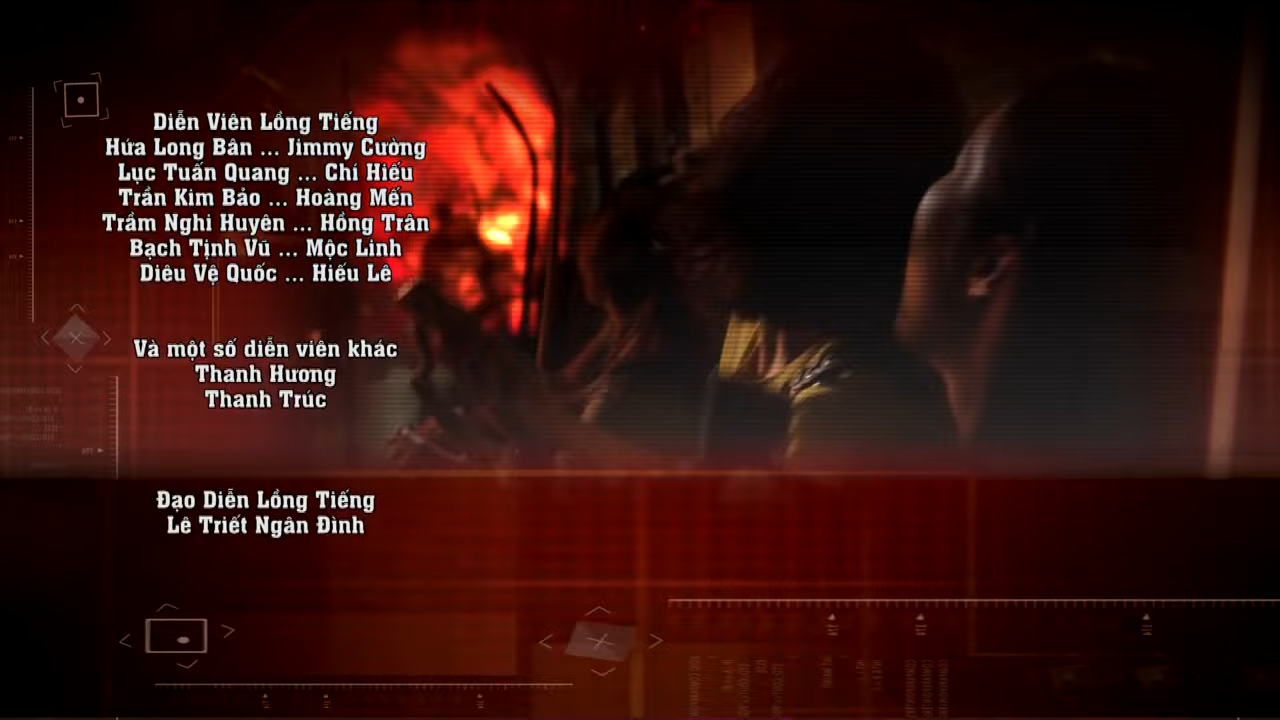 Diễn Viên Lồng Tiếng
Hứa Long Bân ... Jimmy Cường
Lục Tuấn Quang ... Chí Hiếu
Trần Kim Bảo ... Hoàng Mến
Trầm Nghi Huyên ... Hồng Trân
Bạch Tịnh Vũ ... Mộc Linh
Diêu Vệ Quốc ... Hiếu Lê
Và một số diễn viên khác
Thanh Hương
Thanh Trúc
Đạo Diễn Lồng Tiếng
Lê Triết Ngân Đình